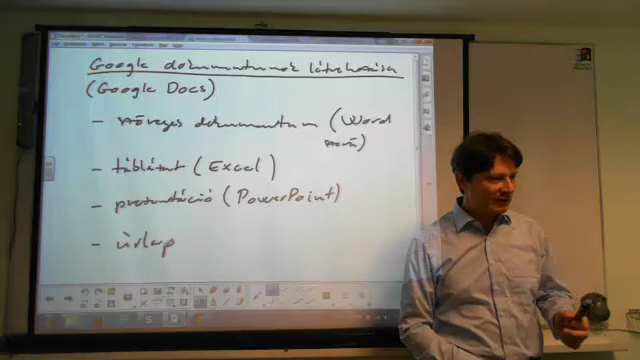 Google dokumentumok létrehozása
(Google Docs)
- szöveges dokumentum (Word
szerű)
- táblázat (Excel)
- prezentáció (PowerPoint)
- űrlap